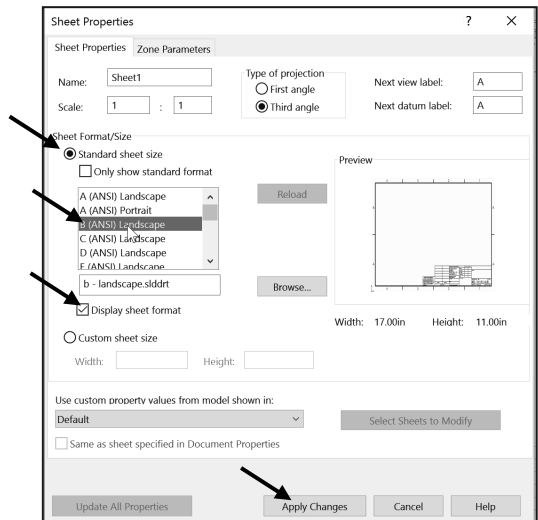 Sheet Properties ? X
Sheet Properties Zone Parameters
Type of projection
Name: Sheet1 First angle Next view label: A
Scale: 1 : 1 Third angle Next datum label: A
Sheet Format/Size
Standard sheet size
Only show standard format
Preview
A (ANSI) Landscape Reload
A (ANSI) Portrait
B (ANSI) Landscape
C (ANSI) Landscape
D (ANSI) Landscape
E (ANSI) Landscape
b - landscape.slddrt Browse...
Display sheet format
Width: 17.00in Height: 11.00in
Custom sheet size
Width: Height:
Use custom property values from model shown in:
Default Select Sheets to Modify
Same as sheet specified in Document Properties
Update All Properties Apply Changes Cancel Help